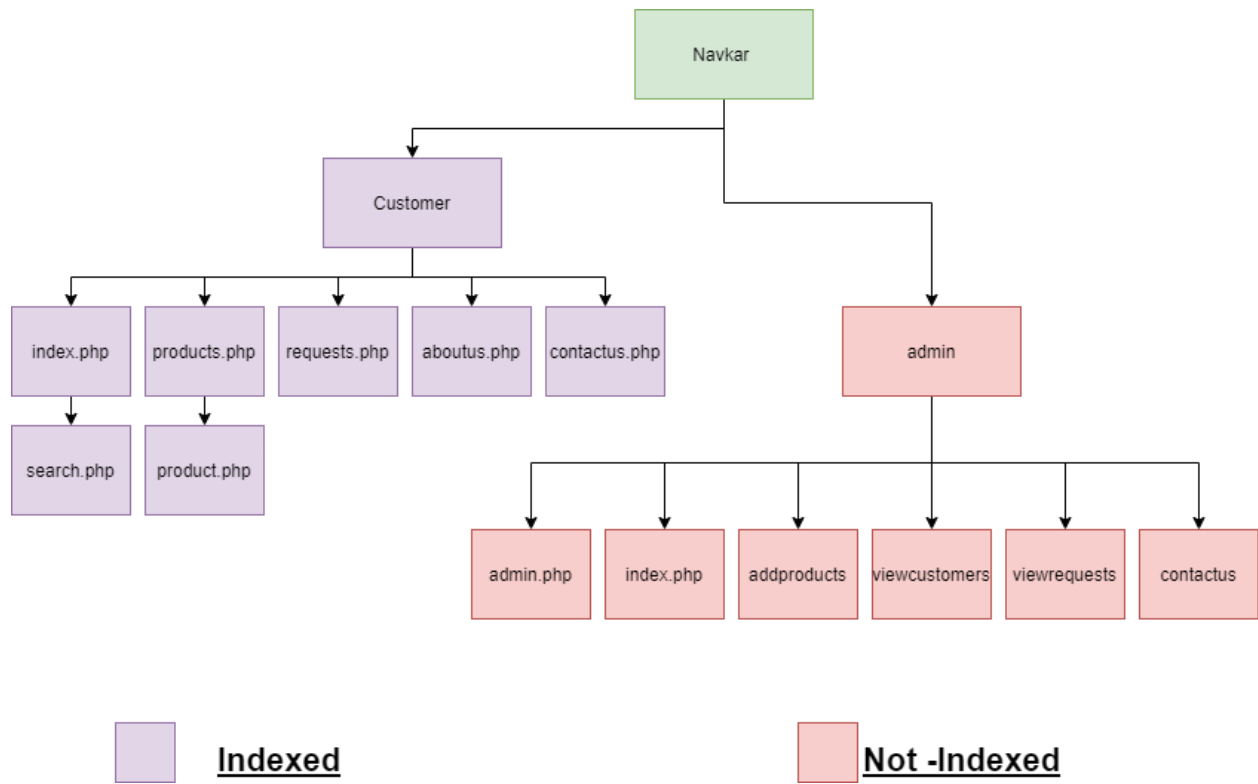 Navkar
Customer
index.php
products.php
requests.php
aboutus.php
contactus.php
admin
search.php
product.php
admin.php
index.php
addproducts
viewcustomers
viewrequests
contactus
Indexed
Not -Indexed